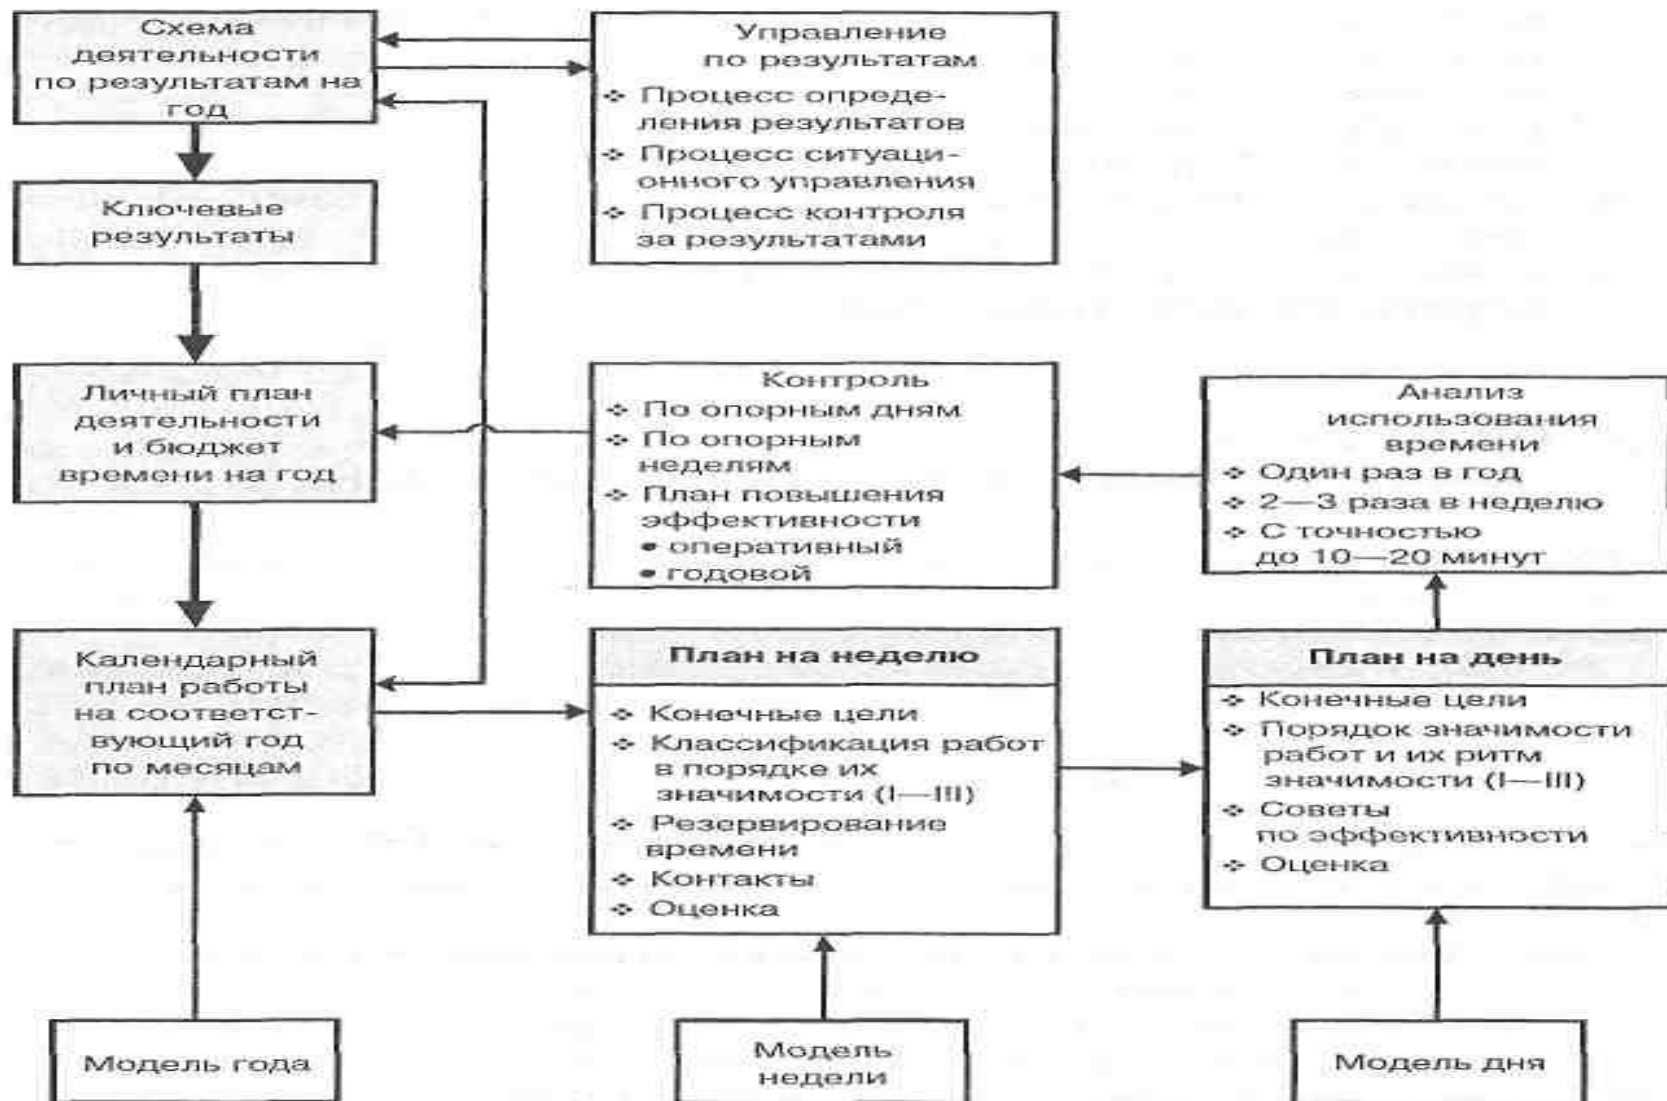 Схема
деятельности
по результатам на
год
Управление
по результатам
❖ Процесс опреде-
ления результатов
❖ Процесс ситуаци-
онного управления
❖ Процесс контроля
за результатами
Ключевые
результаты
Личный план
деятельности
и бюджет
времени на год
Контроль
❖ По опорным дням
❖ По опорным
неделям
❖ План повышения
эффективности
• оперативный
• годовой
Анализ
использования
времени
❖ Один раз в год
❖ 2—3 раза в неделю
❖ С точностью
до 10—20 минут
Календарный
план работы
на соответст-
вующий год
по месяцам
План на неделю
❖ Конечные цели
❖ Классификация работ
в порядке их
значимости (I—III)
❖ Резервирование
времени
❖ Контакты
❖ Оценка
План на день
❖ Конечные цели
❖ Порядок значимости
работ и их ритм
значимости (I—III)
❖ Советы
по эффективности
❖ Оценка
Модель года
Модель
недели
Модель дня